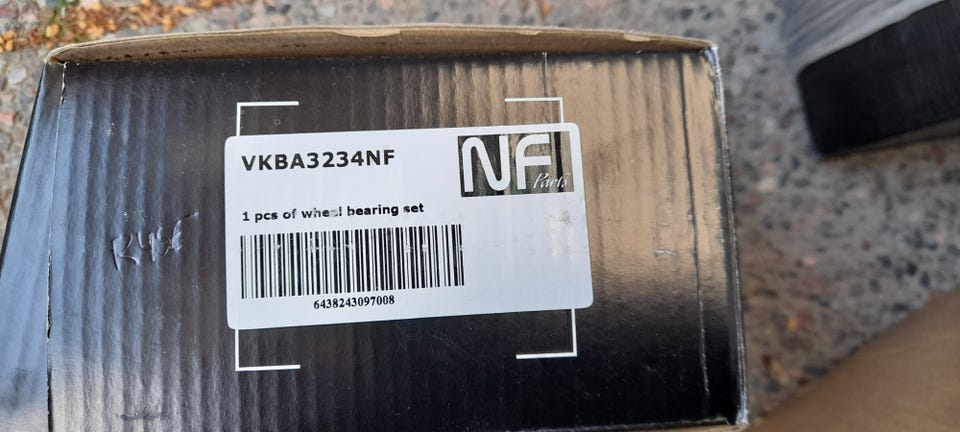 VKBA3234NF
NF
Parts
1 pcs of wheel bearing set
6438243097008